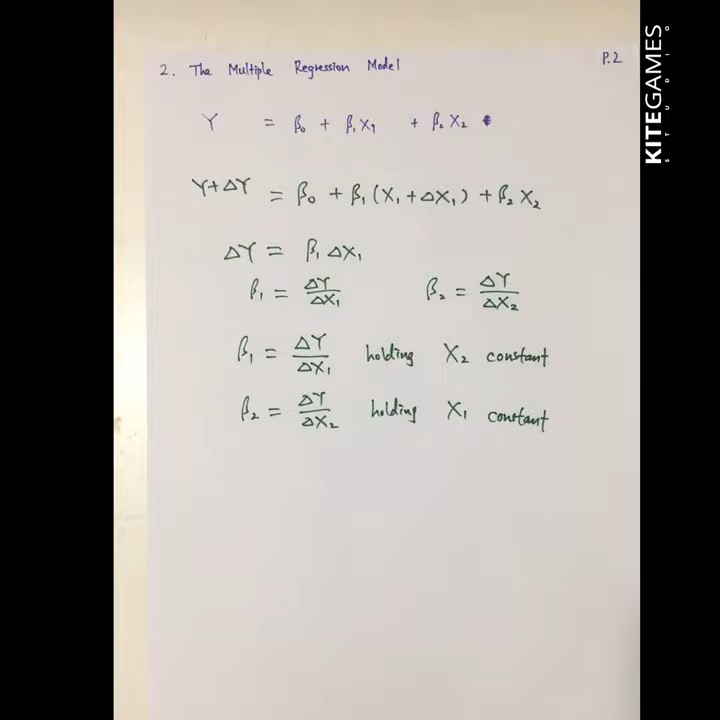 2. The Multiple Regression Model P.2
Y = β₀ + β₁X₁ + β₂X₂
Y+ΔY = β₀ + β₁(X₁+ΔX₁) + β₂X₂
ΔY = β₁ΔX₁
β₁ = ΔY/ΔX₁ β₂ = ΔY/ΔX₂
β₁ = ΔY/ΔX₁ holding X₂ constant
β₂ = ΔY/ΔX₂ holding X₁ constant
KITEGAMES
STUDIO